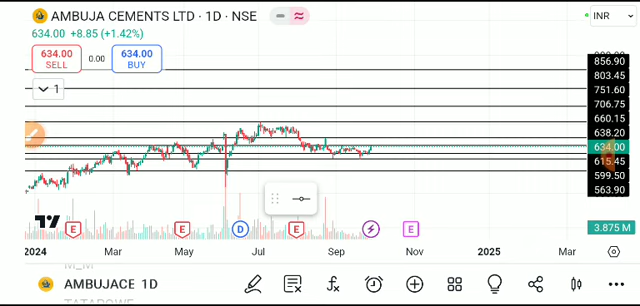 AMBUJA CEMENTS LTD · 1D · NSE
INR
634.00 +8.85 (+1.42%)
634.00 SELL
0.00
634.00 BUY
1
856.90
803.45
751.60
706.75
660.15
638.20
634.00
615.45
599.50
563.90
3.875 M
E
E
D
E
E
2024
Mar
May
Jul
Sep
Nov
2025
Mar
M_M
AMBUJACE 1D
TATAPOWE